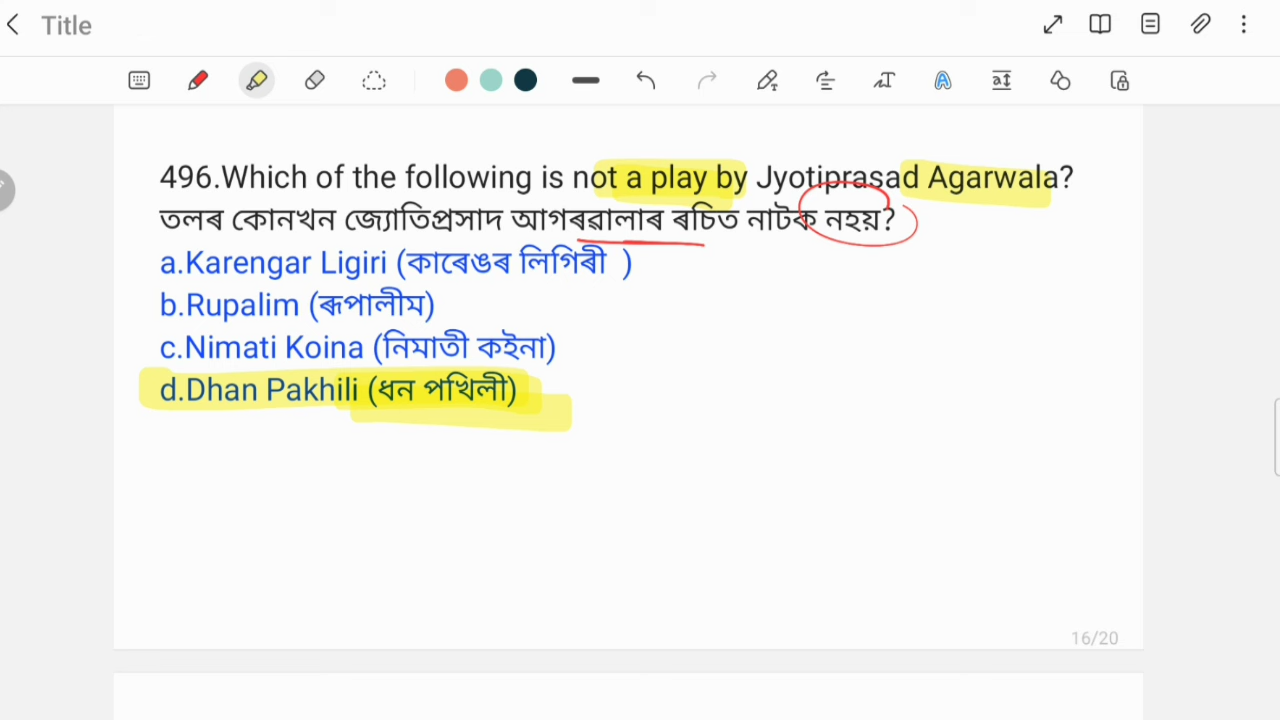 Title
496.Which of the following is not a play by Jyotiprasad Agarwala?
তলৰ কোনখন জ্যোতিপ্ৰসাদ আগৰৱালাৰ ৰচিত নাটক নহয়?
a.Karengar Ligiri (কাৰেঙৰ লিগিৰী )
b.Rupalim (ৰূপালীম)
c.Nimati Koina (নিমাতী কইনা)
d.Dhan Pakhili (ধন পখিলী)
16/20